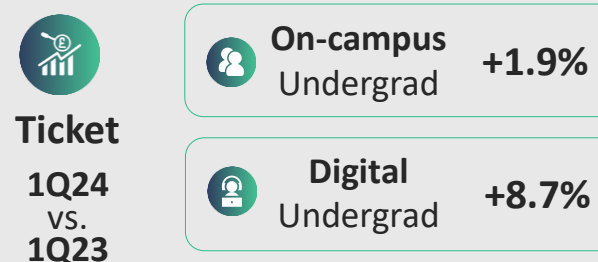 Ticket
1Q24
vs.
1Q23
On-campus
Undergrad
+1.9%
Digital
Undergrad
+8.7%